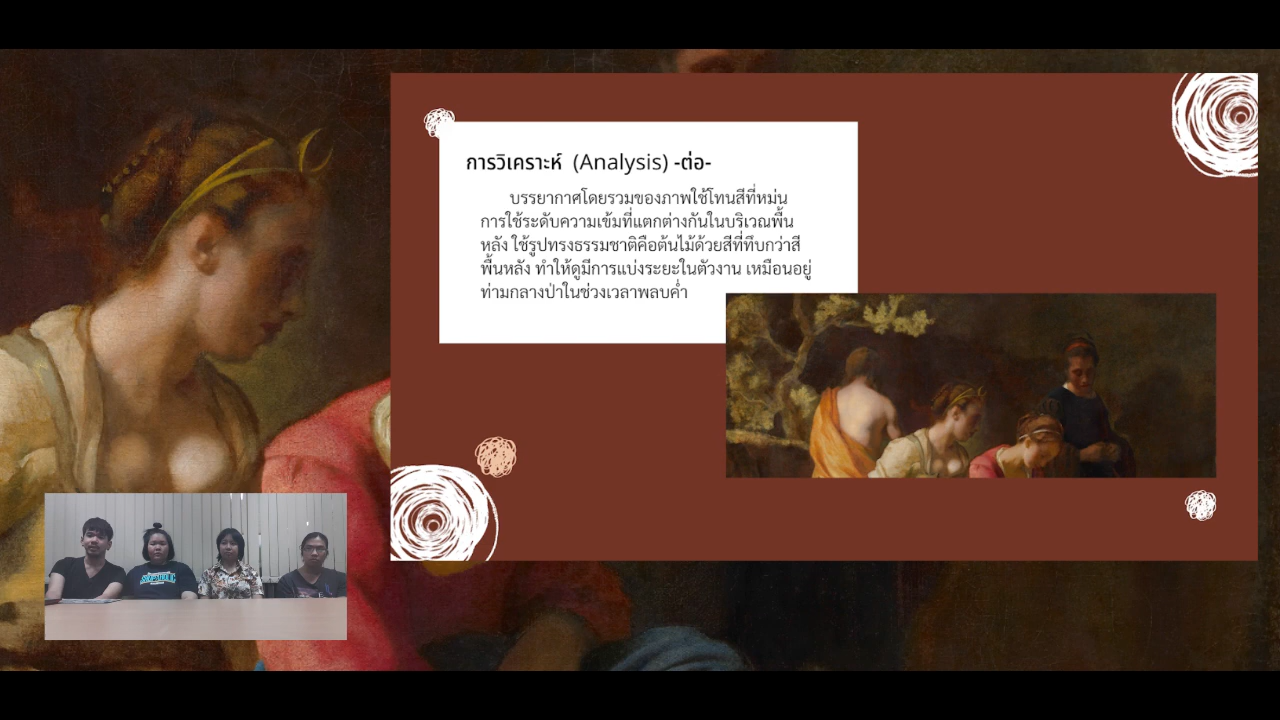 การวิเคราะห์ (Analysis) -ต่อ-
บรรยากาศโดยรวมของภาพใช้โทนสีที่หม่น
การใช้ระดับความเข้มที่แตกต่างกันในบริเวณพื้น
หลัง ใช้รูปทรงธรรมชาติคือต้นไม้ด้วยสีที่ทึบกว่าสี
พื้นหลัง ทำให้ดูมีการแบ่งระยะในตัวงาน เหมือนอยู่
ท่ามกลางป่าในช่วงเวลาพลบค่ำ